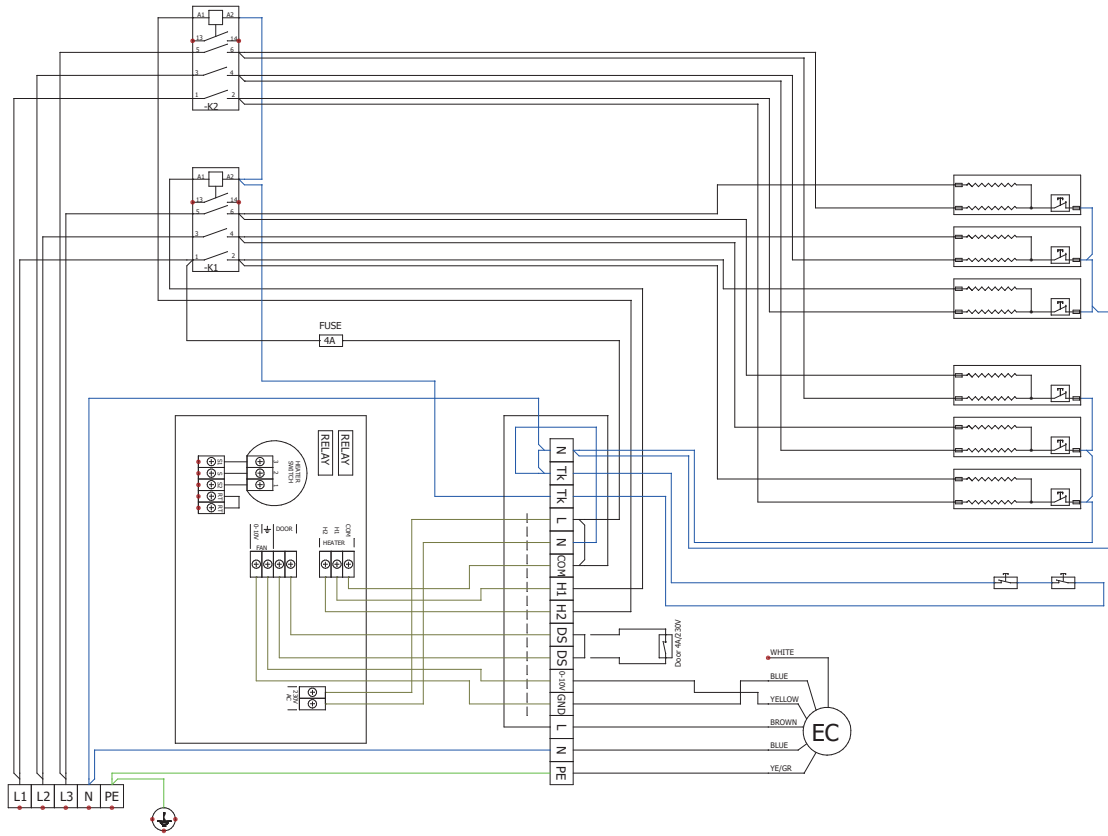 A1 A2
13 14
5 6
3 4
1 2
-K2
A1 A2
13 14
5 6
3 4
1 2
-K1
FUSE
4A
RELAY
RELAY
HEATER SWITCH
3
2
1
0-10V
DOOR
FAN
H2
H1
COM
HEATER
230V AC
N
Tk
Tk
L
N
COM
H1
H2
DS
DS
0-10V
GND
L
N
PE
Door 4A/230V
WHITE
BLUE
YELLOW
BROWN
BLUE
YE/GR
EC
L1 L2 L3 N PE